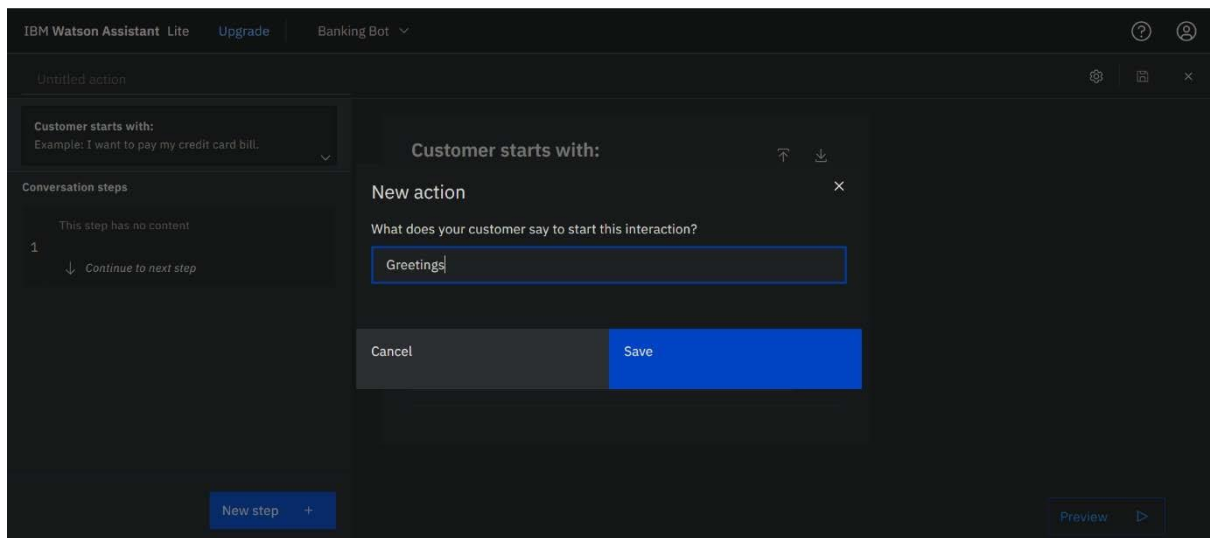 IBM Watson Assistant Lite Upgrade Banking Bot
Untitled action
Customer starts with:
Example: I want to pay my credit card bill.
Conversation steps
This step has no content
1
Continue to next step
New step +
Customer starts with:
New action
What does your customer say to start this interaction?
Greetings
Cancel
Save
Preview